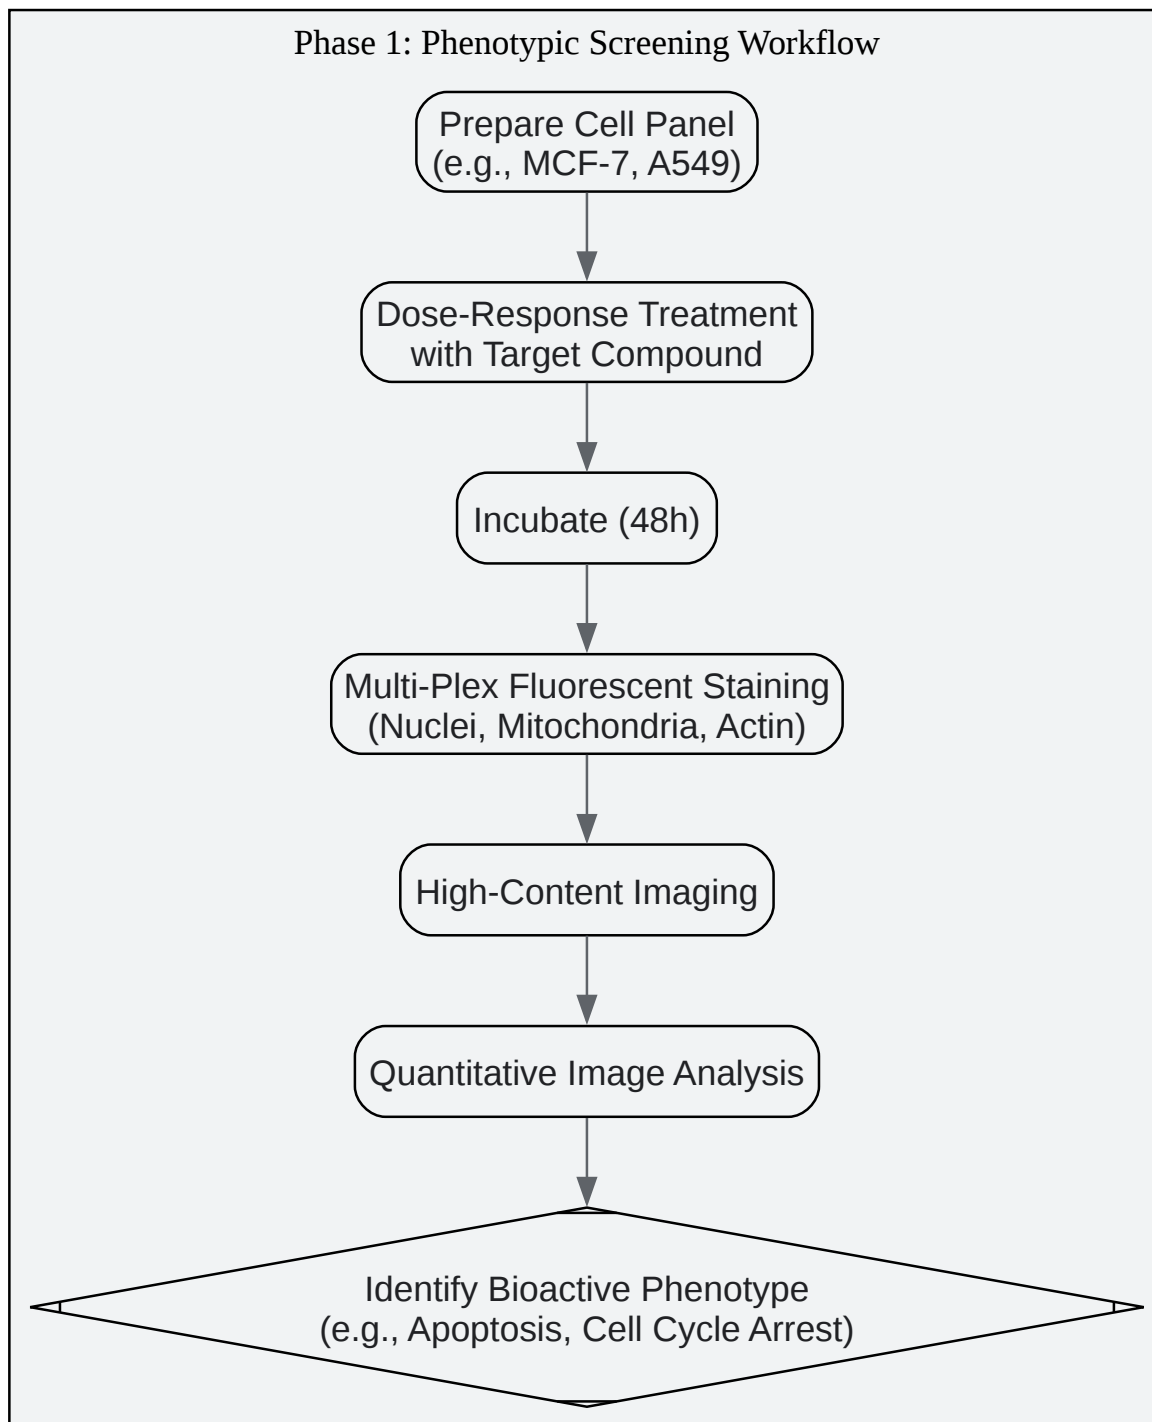 Phase 1: Phenotypic Screening Workflow
Prepare Cell Panel
(e.g., MCF-7, A549)
Dose-Response Treatment
with Target Compound
Incubate (48h)
Multi-Plex Fluorescent Staining
(Nuclei, Mitochondria, Actin)
High-Content Imaging
Quantitative Image Analysis
Identify Bioactive Phenotype
(e.g., Apoptosis, Cell Cycle Arrest)